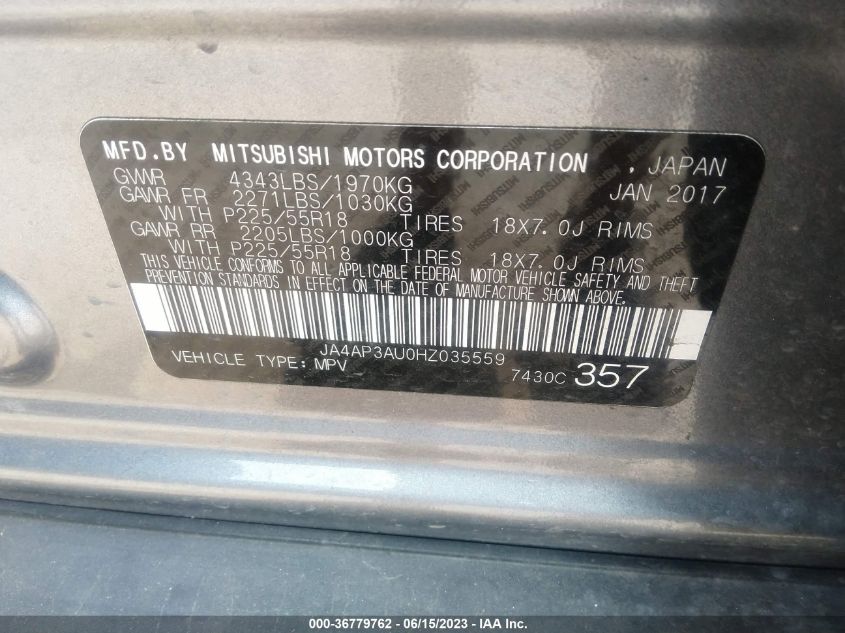 MFD.BY MITSUBISHI MOTORS CORPORATION , JAPAN
GVWR 4343LBS/1970KG JAN 2017
GAWR FR 2271LBS/1030KG
WITH P225/55R18 TIRES 18X7.0J RIMS
GAWR RR 2205LBS/1000KG
WITH P225/55R18 TIRES 18X7.0J RIMS
THIS VEHICLE CONFORMS TO ALL APPLICABLE FEDERAL MOTOR VEHICLE SAFETY AND THEFT
PREVENTION STANDARDS IN EFFECT ON THE DATE OF MANUFACTURE SHOWN ABOVE.
JA4AP3AU0HZ035559
VEHICLE TYPE: MPV 7430C 357
000-36779762 - 06/15/2023 - IAA Inc.